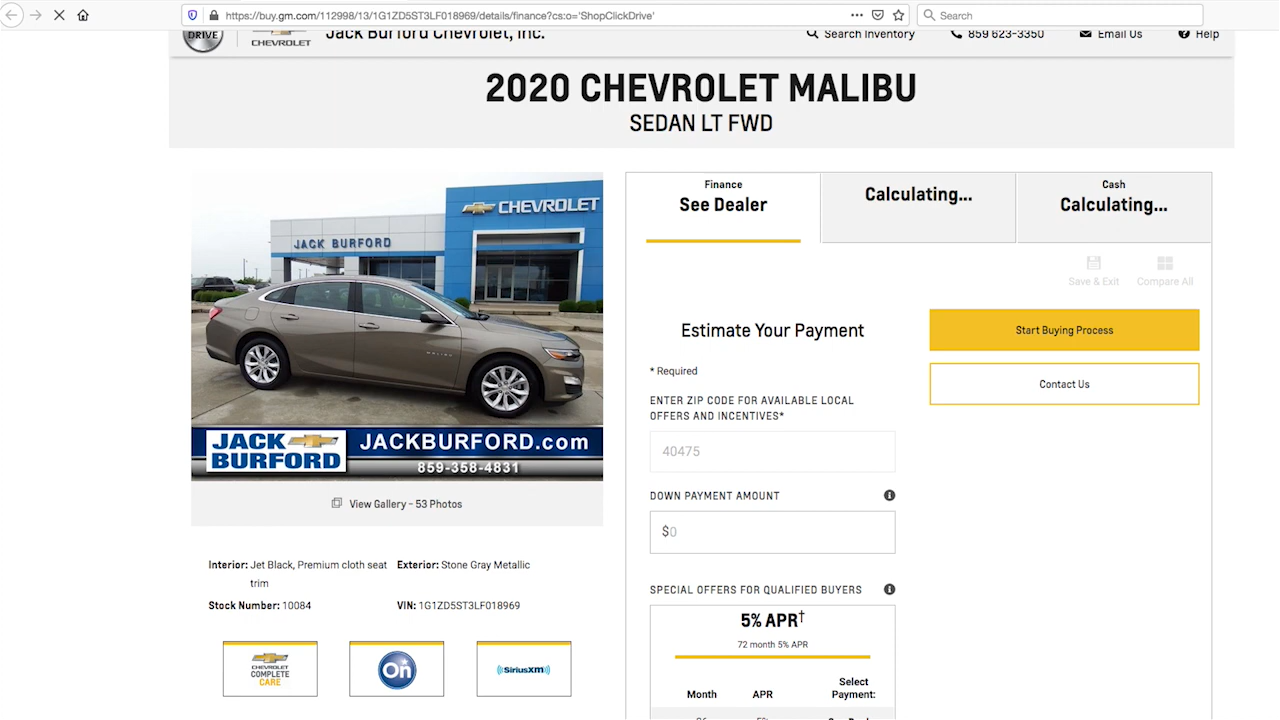 https://buy.gm.com/112998/13/1G1ZD5ST3LF018969/details/finance?cs:o='ShopClickDrive'
Search
DRIVE
CHEVROLET
Jack Burford Chevrolet, Inc.
Search Inventory
859 623-3350
Email Us
Help
2020 CHEVROLET MALIBU
SEDAN LT FWD
CHEVROLET
JACK BURFORD
MALIBU
JACK
BURFORD
JACKBURFORD.com
859-358-4831
View Gallery - 53 Photos
Interior: Jet Black, Premium cloth seat
trim
Exterior: Stone Gray Metallic
Stock Number: 10084
VIN: 1G1ZD5ST3LF018969
CHEVROLET
COMPLETE
CARE
On
((SiriusXM))
Finance
See Dealer
Calculating...
Cash
Calculating...
Save & Exit
Compare All
Estimate Your Payment
* Required
ENTER ZIP CODE FOR AVAILABLE LOCAL
OFFERS AND INCENTIVES*
40475
DOWN PAYMENT AMOUNT
$0
SPECIAL OFFERS FOR QUALIFIED BUYERS
5% APR†
72 month 5% APR
Month
APR
Select
Payment:
Start Buying Process
Contact Us